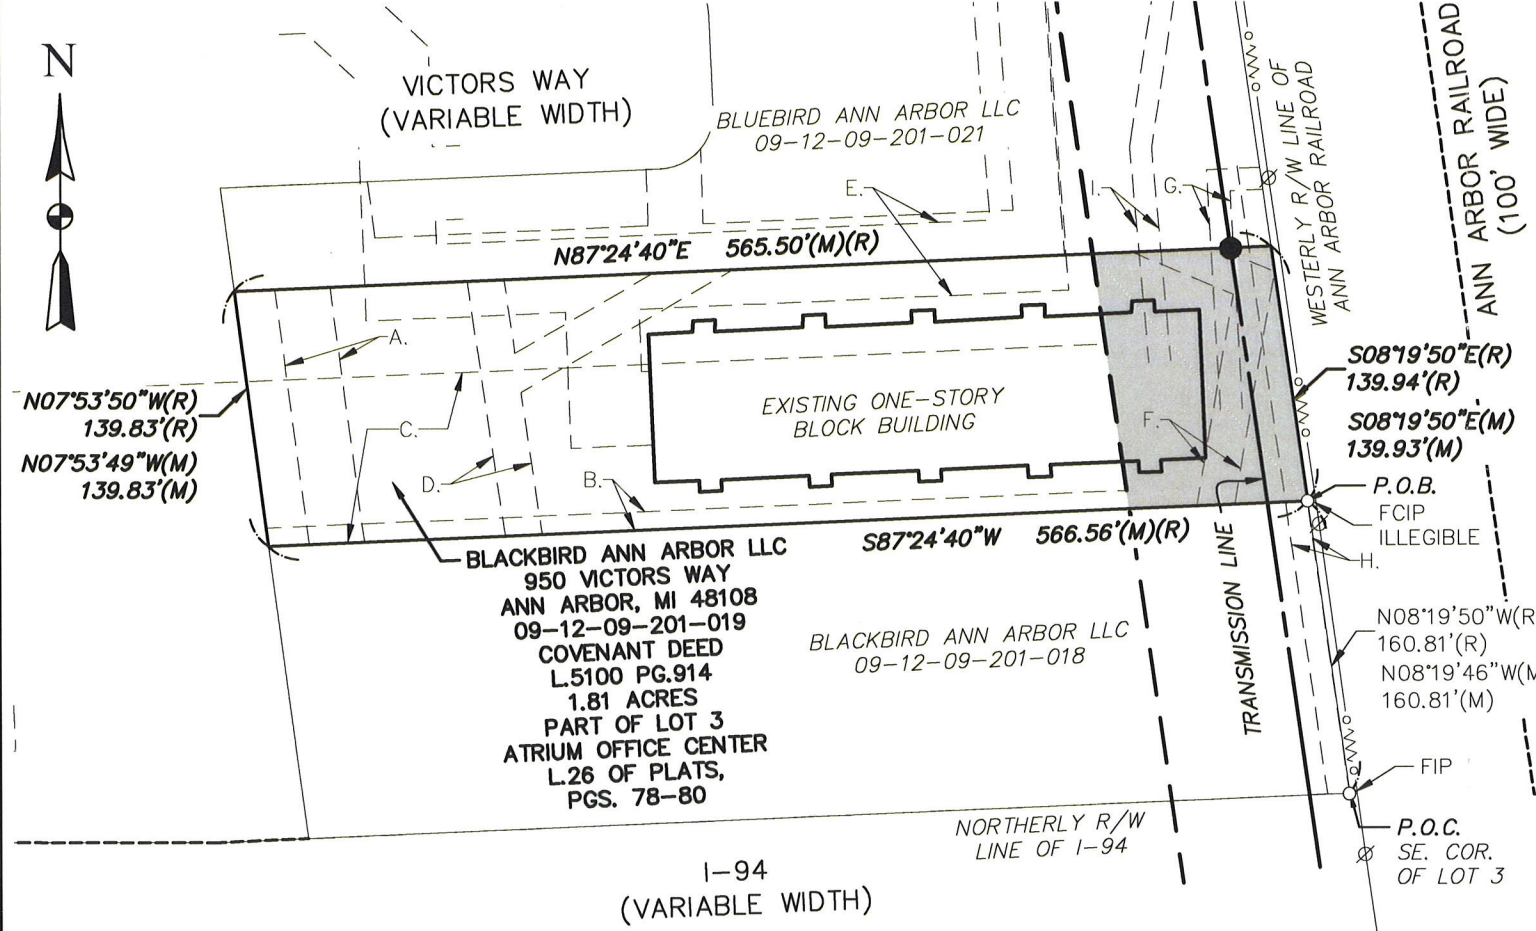 N
VICTORS WAY
(VARIABLE WIDTH)
BLUEBIRD ANN ARBOR LLC
09-12-09-201-021
WESTERLY R/W LINE OF
ANN ARBOR RAILROAD
ANN ARBOR RAILROAD
(100' WIDE)
E.
I.
G.
N87°24'40"E 565.50'(M)(R)
A.
N07°53'50"W(R)
139.83'(R)
N07°53'49"W(M)
139.83'(M)
C.
D.
B.
EXISTING ONE-STORY
BLOCK BUILDING
F.
S08°19'50"E(R)
139.94'(R)
S08°19'50"E(M)
139.93'(M)
P.O.B.
FCIP
ILLEGIBLE
H.
S87°24'40"W 566.56'(M)(R)
TRANSMISSION LINE
BLACKBIRD ANN ARBOR LLC
950 VICTORS WAY
ANN ARBOR, MI 48108
09-12-09-201-019
COVENANT DEED
L.5100 PG.914
1.81 ACRES
PART OF LOT 3
ATRIUM OFFICE CENTER
L.26 OF PLATS,
PGS. 78-80
BLACKBIRD ANN ARBOR LLC
09-12-09-201-018
N08°19'50"W(R
160.81'(R)
N08°19'46"W(M
160.81'(M)
FIP
P.O.C.
SE. COR.
OF LOT 3
NORTHERLY R/W
LINE OF I-94
I-94
(VARIABLE WIDTH)